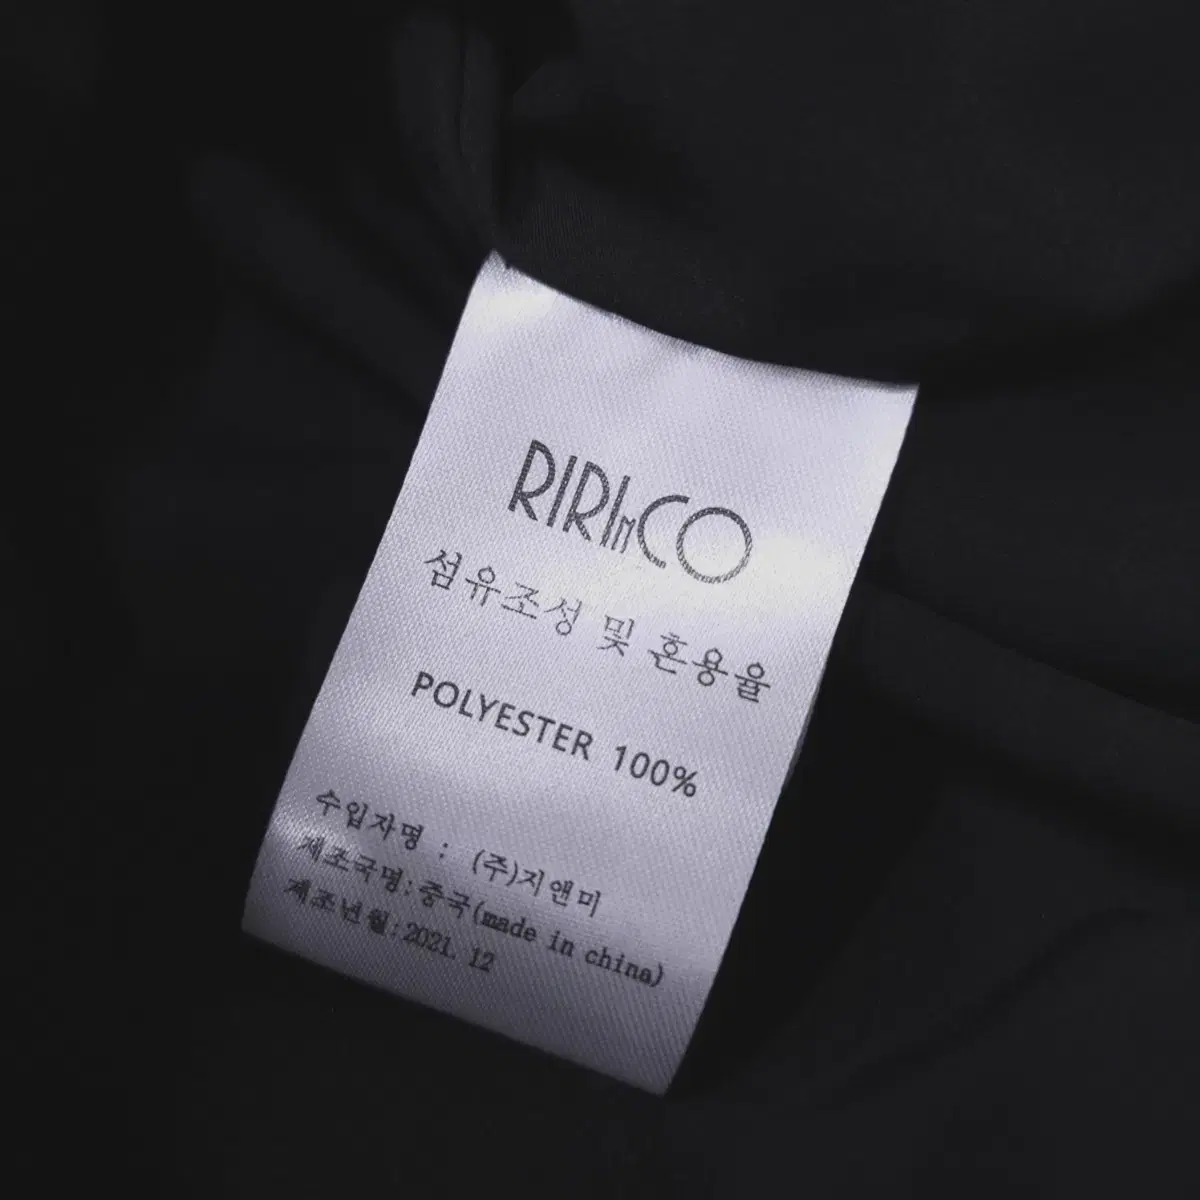 RIRInCO
섬유조성 및 혼용율
POLYESTER 100%
수입자명 : (주)지앤미
제조국명:중국(made in china)
제조년월:2021.12